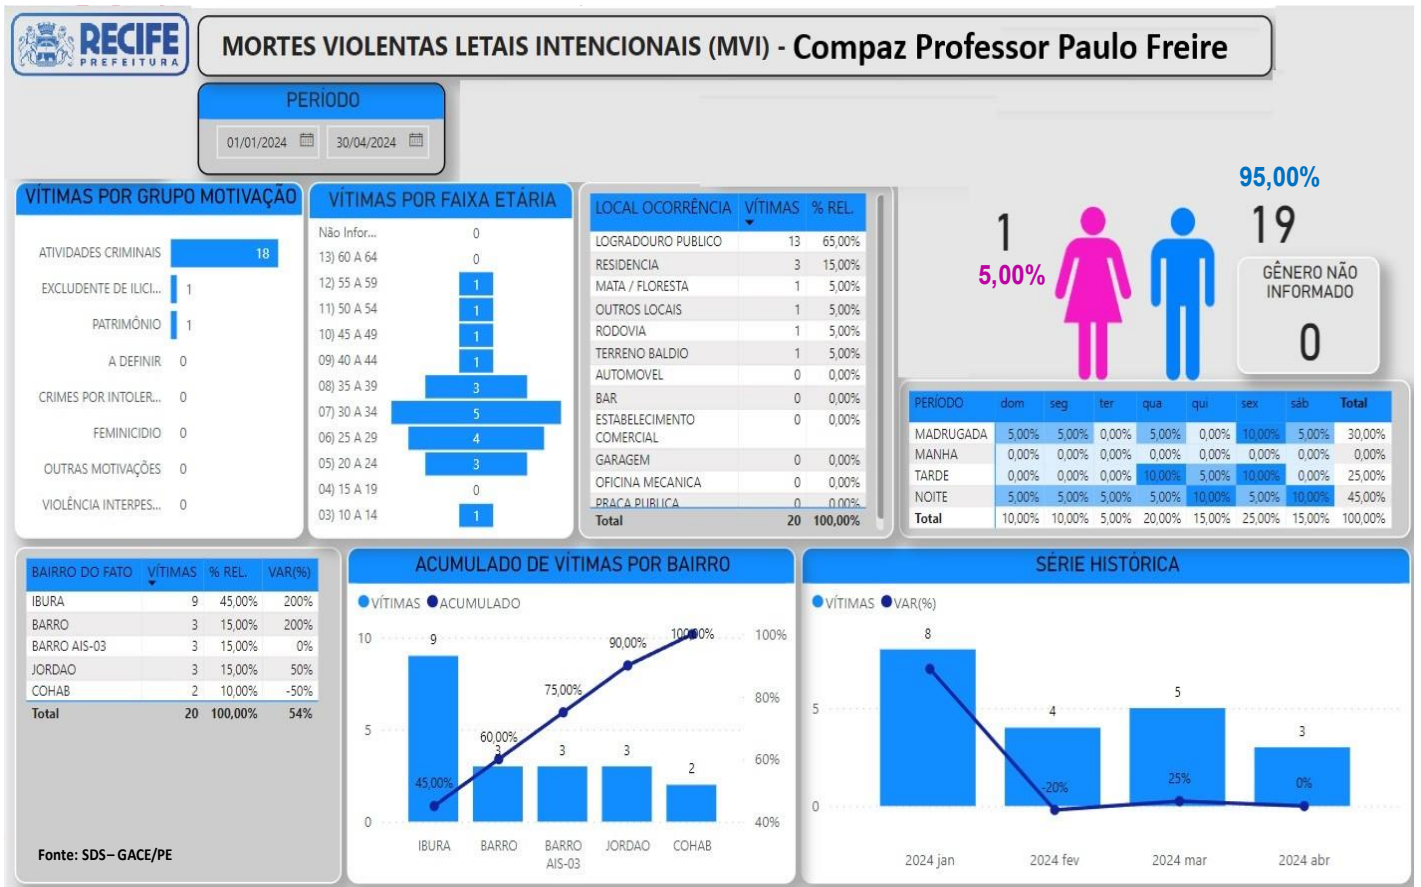 RECIFE
PREFEITURA
MORTES VIOLENTAS LETAIS INTENCIONAIS (MVI) - Compaz Professor Paulo Freire
PERÍODO
01/01/2024 30/04/2024
VÍTIMAS POR GRUPO MOTIVAÇÃO
ATIVIDADES CRIMINAIS 18
EXCLUDENTE DE ILICI... 1
PATRIMÔNIO 1
A DEFINIR 0
CRIMES POR INTOLER... 0
FEMINICIDIO 0
OUTRAS MOTIVAÇÕES 0
VIOLÊNCIA INTERPES... 0
VÍTIMAS POR FAIXA ETÁRIA
Não Infor... 0
13) 60 A 64 0
12) 55 A 59 1
11) 50 A 54 1
10) 45 A 49 1
09) 40 A 44 1
08) 35 A 39 3
07) 30 A 34 5
06) 25 A 29 4
05) 20 A 24 3
04) 15 A 19 0
03) 10 A 14 1
LOCAL OCORRÊNCIA VÍTIMAS % REL.
LOGRADOURO PUBLICO 13 65,00%
RESIDENCIA 3 15,00%
MATA / FLORESTA 1 5,00%
OUTROS LOCAIS 1 5,00%
RODOVIA 1 5,00%
TERRENO BALDIO 1 5,00%
AUTOMOVEL 0 0,00%
BAR 0 0,00%
ESTABELECIMENTO 0 0,00%
COMERCIAL
GARAGEM 0 0,00%
OFICINA MECANICA 0 0,00%
PRAÇA PUBLICA 0 0,00%
Total 20 100,00%
1
5,00%
95,00%
19
GÊNERO NÃO
INFORMADO
0
PERÍODO dom seg ter qua qui sex sáb Total
MADRUGADA 5,00% 5,00% 0,00% 5,00% 0,00% 10,00% 5,00% 30,00%
MANHA 0,00% 0,00% 0,00% 0,00% 0,00% 0,00% 0,00% 0,00%
TARDE 0,00% 0,00% 0,00% 10,00% 5,00% 10,00% 0,00% 25,00%
NOITE 5,00% 5,00% 5,00% 5,00% 10,00% 5,00% 10,00% 45,00%
Total 10,00% 10,00% 5,00% 20,00% 15,00% 25,00% 15,00% 100,00%
BAIRRO DO FATO VÍTIMAS % REL. VAR(%)
IBURA 9 45,00% 200%
BARRO 3 15,00% 200%
BARRO AIS-03 3 15,00% 0%
JORDAO 3 15,00% 50%
COHAB 2 10,00% -50%
Total 20 100,00% 54%
Fonte: SDS– GACE/PE
ACUMULADO DE VÍTIMAS POR BAIRRO
VÍTIMAS ACUMULADO
10 5 0
9 3 3 3 2
45,00% 60,00% 75,00% 90,00% 100,00%
100% 80% 60% 40%
IBURA BARRO BARRO JORDAO COHAB
AIS-03
SÉRIE HISTÓRICA
VÍTIMAS VAR(%)
5 0
8 4 5 3
-20% 25% 0%
2024 jan 2024 fev 2024 mar 2024 abr